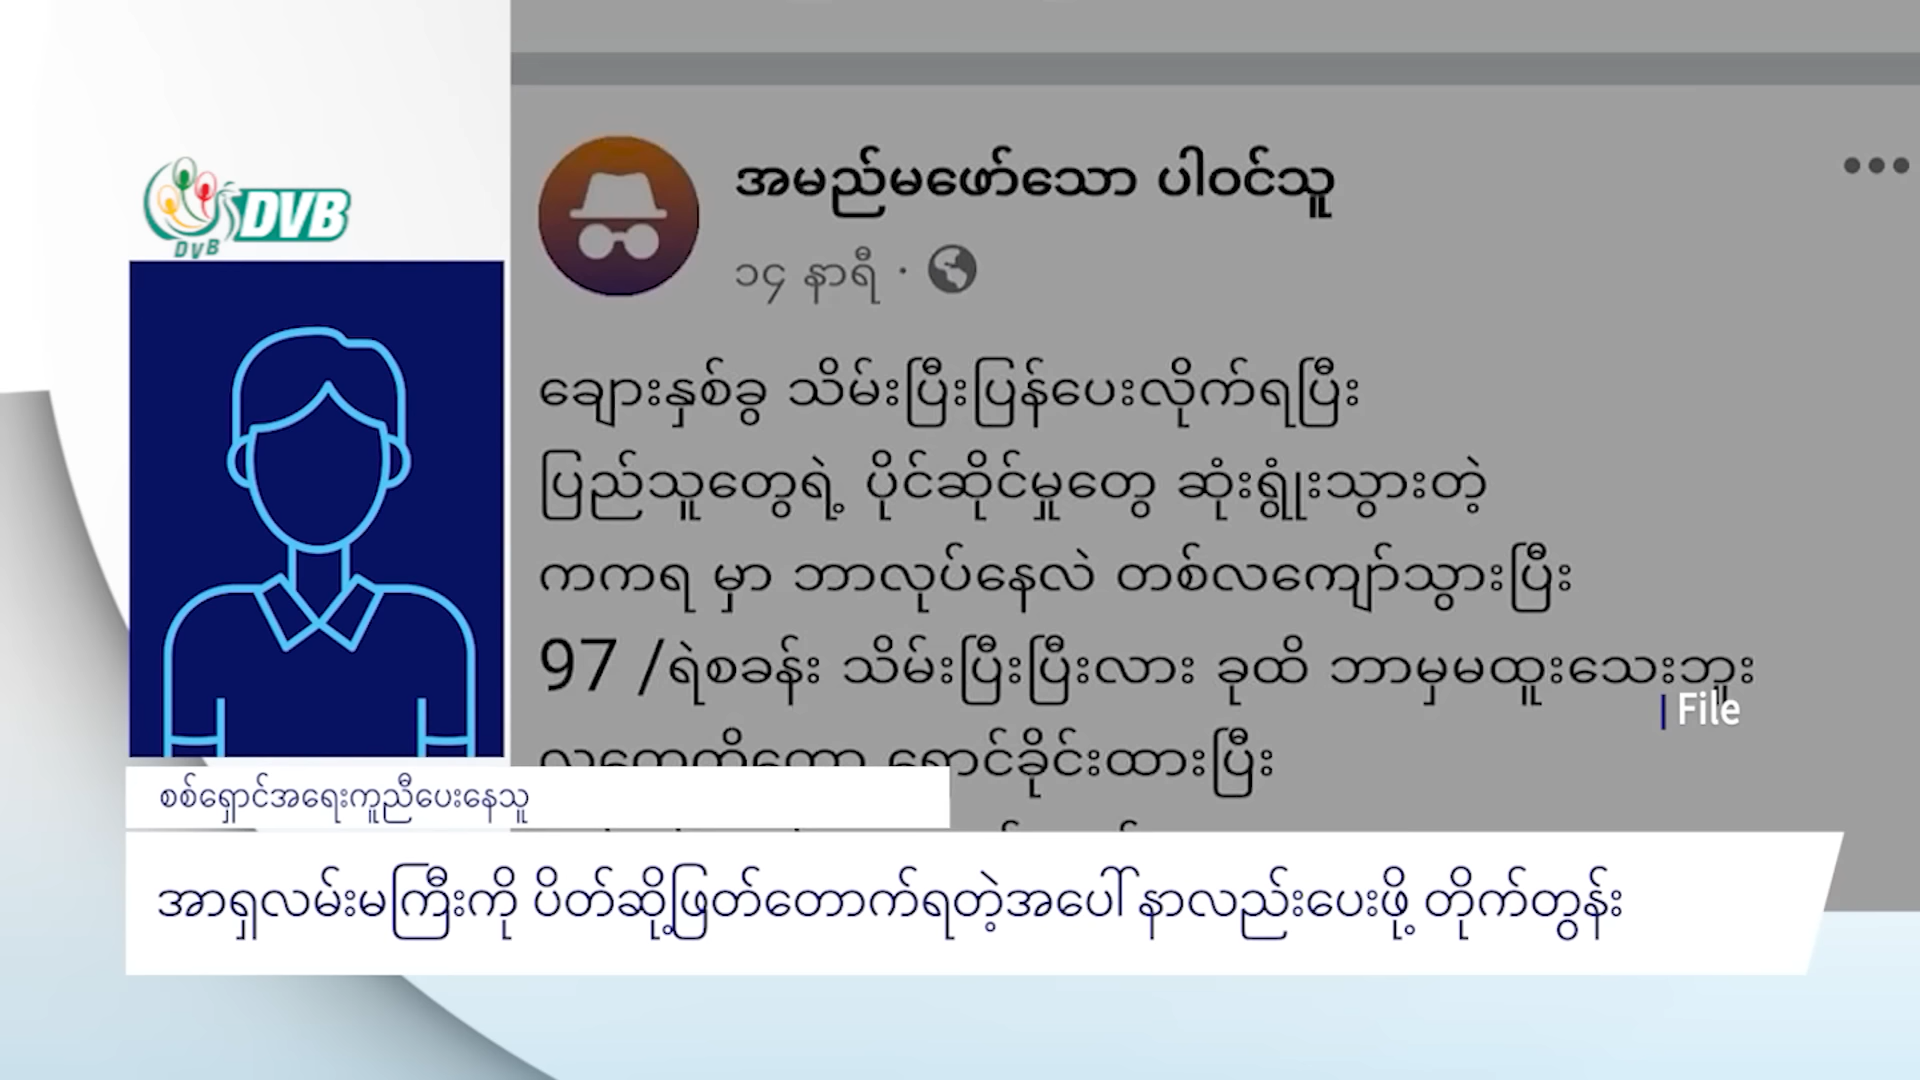 DVB
DVB
အမည်မဖော်သော ပါဝင်သူ
၁၄ နာရီ ·
ချေားနှစ်ခွ သိမ်းပြီးပြန်ပေးလိုက်ရပြီး
ပြည်သူတွေရဲ့ ပိုင်ဆိုင်မှုတွေ ဆုံးရှုံးသွားတဲ့
ကကရ မှာ ဘာလုပ်နေလဲ တစ်လကျော်သွားပြီး
97 /ရဲစခန်း သိမ်းပြီးပြီးလား ခုထိ ဘာမှမထူးသေးဘူး
File
ရှောင်ခိုင်းထားပြီး
စစ်ရှောင်အရေးကူညီပေးနေသူ
အာရှလမ်းမကြီးကို ပိတ်ဆို့ဖြတ်တောက်ရတဲ့အပေါ် နာလည်းပေးဖို့ တိုက်တွန်း